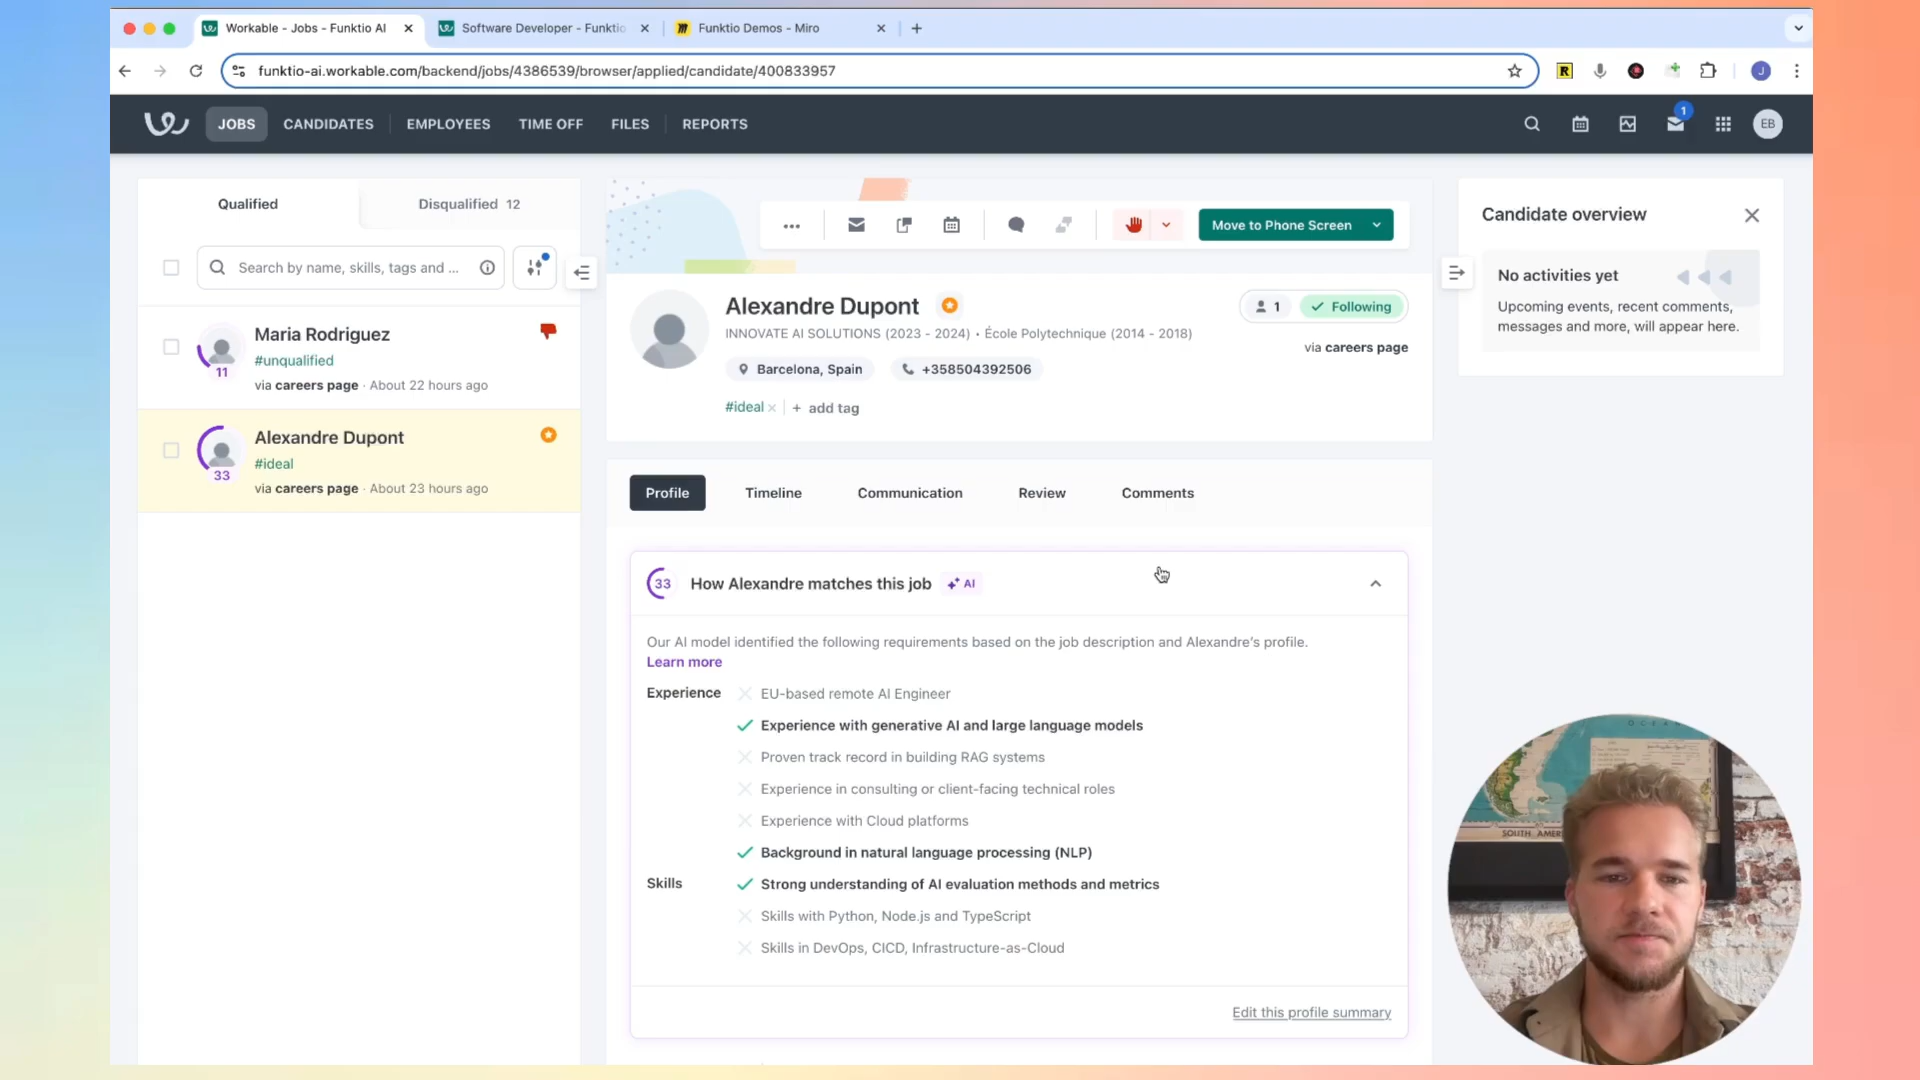 Workable - Jobs - Funktio AI
Software Developer - Funktio
Funktio Demos - Miro
funktio-ai.workable.com/backend/jobs/4386539/browser/applied/candidate/400833957
R
J
JOBS
CANDIDATES
EMPLOYEES
TIME OFF
FILES
REPORTS
1
EB
Qualified
Disqualified 12
Search by name, skills, tags and ...
Maria Rodriguez
#unqualified
11
via careers page · About 22 hours ago
Alexandre Dupont
#ideal
33
via careers page · About 23 hours ago
Move to Phone Screen
Alexandre Dupont
INNOVATE AI SOLUTIONS (2023 - 2024) • École Polytechnique (2014 - 2018)
Barcelona, Spain
+358504392506
#ideal
+ add tag
1
Following
via careers page
Profile
Timeline
Communication
Review
Comments
33
How Alexandre matches this job
AI
Our AI model identified the following requirements based on the job description and Alexandre's profile.
Learn more
Experience
EU-based remote AI Engineer
Experience with generative AI and large language models
Proven track record in building RAG systems
Experience in consulting or client-facing technical roles
Experience with Cloud platforms
Background in natural language processing (NLP)
Skills
Strong understanding of AI evaluation methods and metrics
Skills with Python, Node.js and TypeScript
Skills in DevOps, CICD, Infrastructure-as-Cloud
Edit this profile summary
Candidate overview
No activities yet
Upcoming events, recent comments,
messages and more, will appear here.
SOUTH AMER